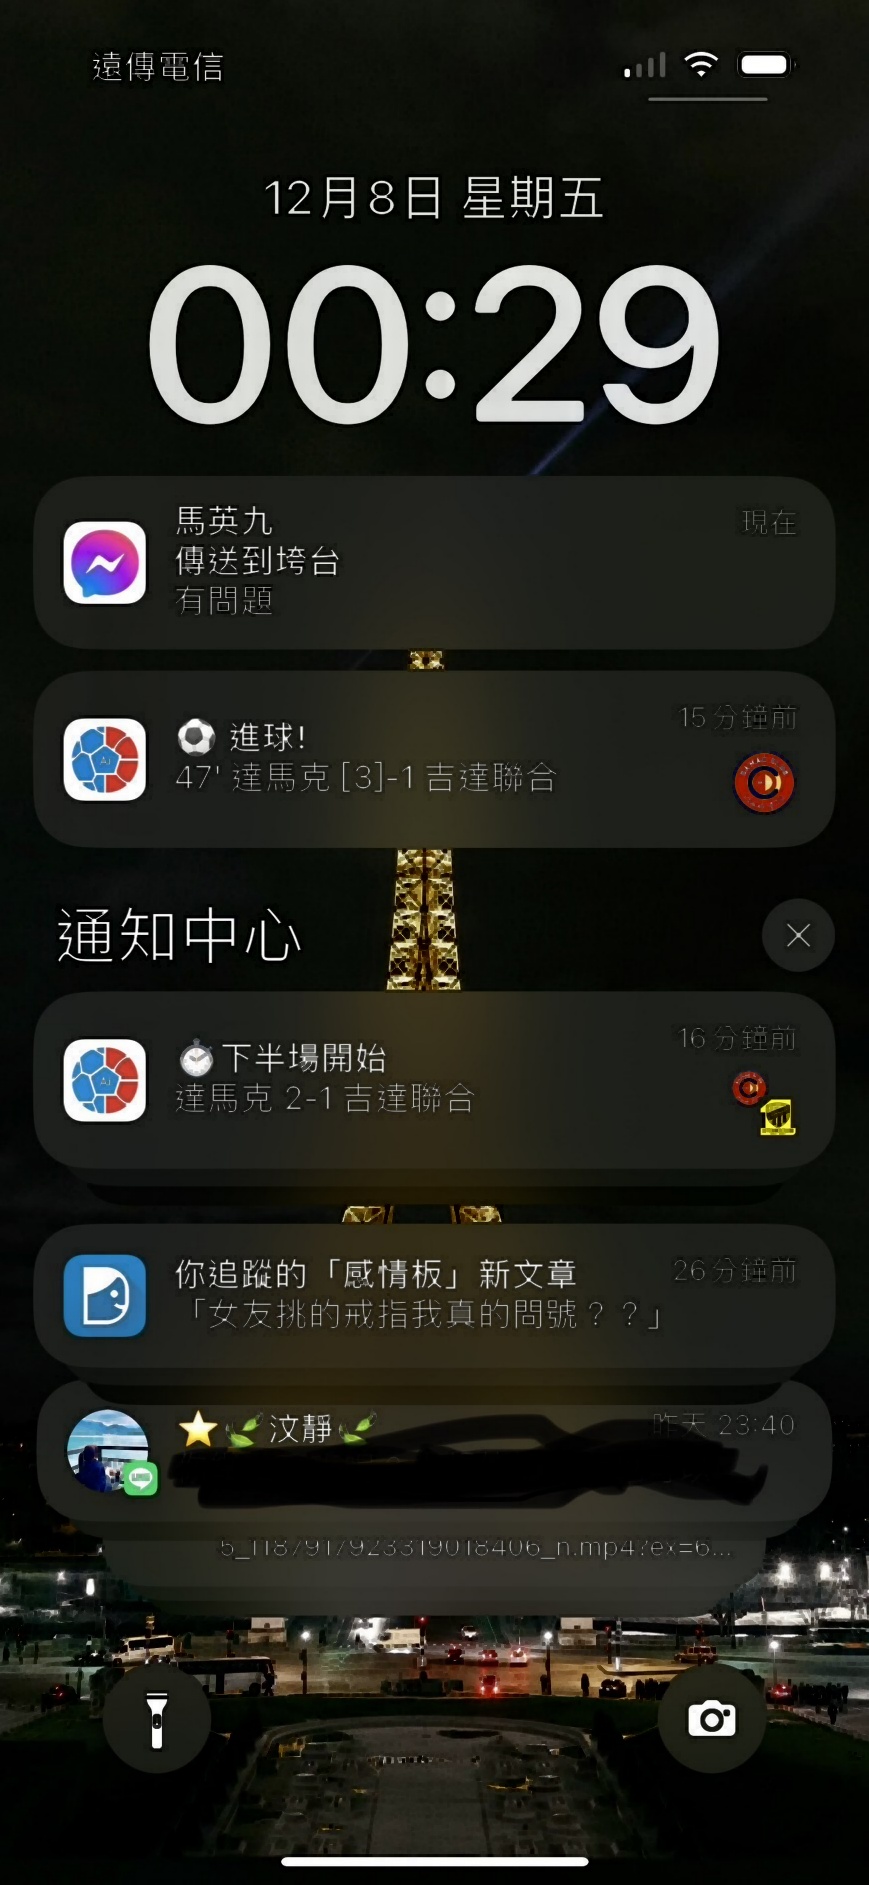 遠傳電信
12月8日 星期五
00:29
馬英九
現在
傳送到垮台
有問題
15 分鐘前
⚽ 進球!
47' 達馬克 [3]-1 吉達聯合
通知中心
16 分鐘前
⏱下半場開始
達馬克 2-1 吉達聯合
你追蹤的「感情板」新文章
26 分鐘前
「女友挑的戒指我真的問號？？」
⭐🌿汶靜🌿
昨天 23:40
5_1187917923319018406_n.mp4?ex=6...